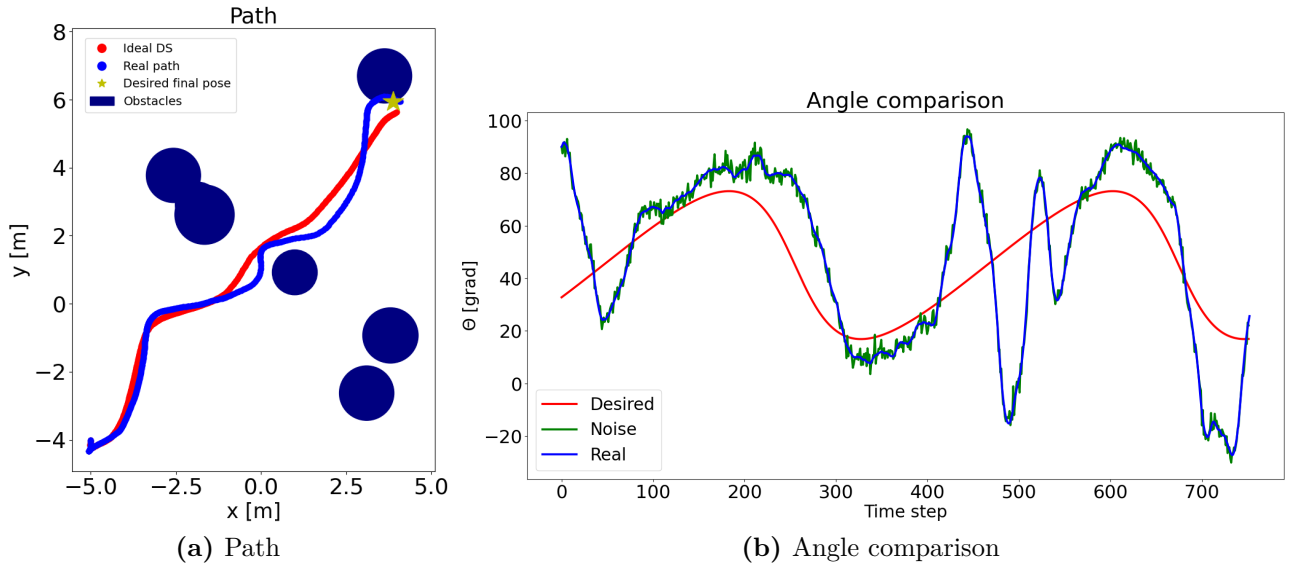 Path
8
6
4
2
0
−2
−4
y [m]
Ideal DS
Real path
Desired final pose
Obstacles
−5.0 −2.5 0.0 2.5 5.0
x [m]
(a) Path
Angle comparison
100
80
60
40
20
0
−20
Θ [grad]
Desired
Noise
Real
0 100 200 300 400 500 600 700
Time step
(b) Angle comparison